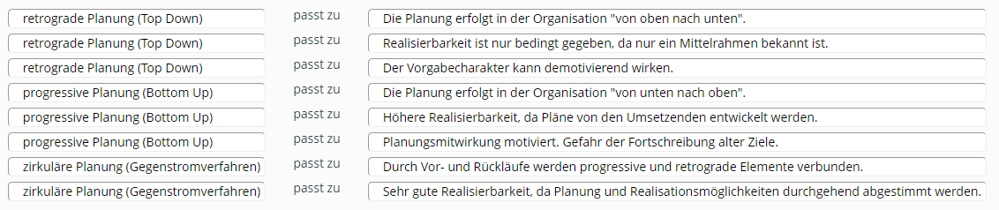 retrograde Planung (Top Down) passt zu Die Planung erfolgt in der Organisation "von oben nach unten".
retrograde Planung (Top Down) passt zu Realisierbarkeit ist nur bedingt gegeben, da nur ein Mittelrahmen bekannt ist.
retrograde Planung (Top Down) passt zu Der Vorgabecharakter kann demotivierend wirken.
progressive Planung (Bottom Up) passt zu Die Planung erfolgt in der Organisation "von unten nach oben".
progressive Planung (Bottom Up) passt zu Höhere Realisierbarkeit, da Pläne von den Umsetzenden entwickelt werden.
progressive Planung (Bottom Up) passt zu Planungsmitwirkung motiviert. Gefahr der Fortschreibung alter Ziele.
zirkuläre Planung (Gegenstromverfahren) passt zu Durch Vor- und Rückläufe werden progressive und retrograde Elemente verbunden.
zirkuläre Planung (Gegenstromverfahren) passt zu Sehr gute Realisierbarkeit, da Planung und Realisationsmöglichkeiten durchgehend abgestimmt werden.